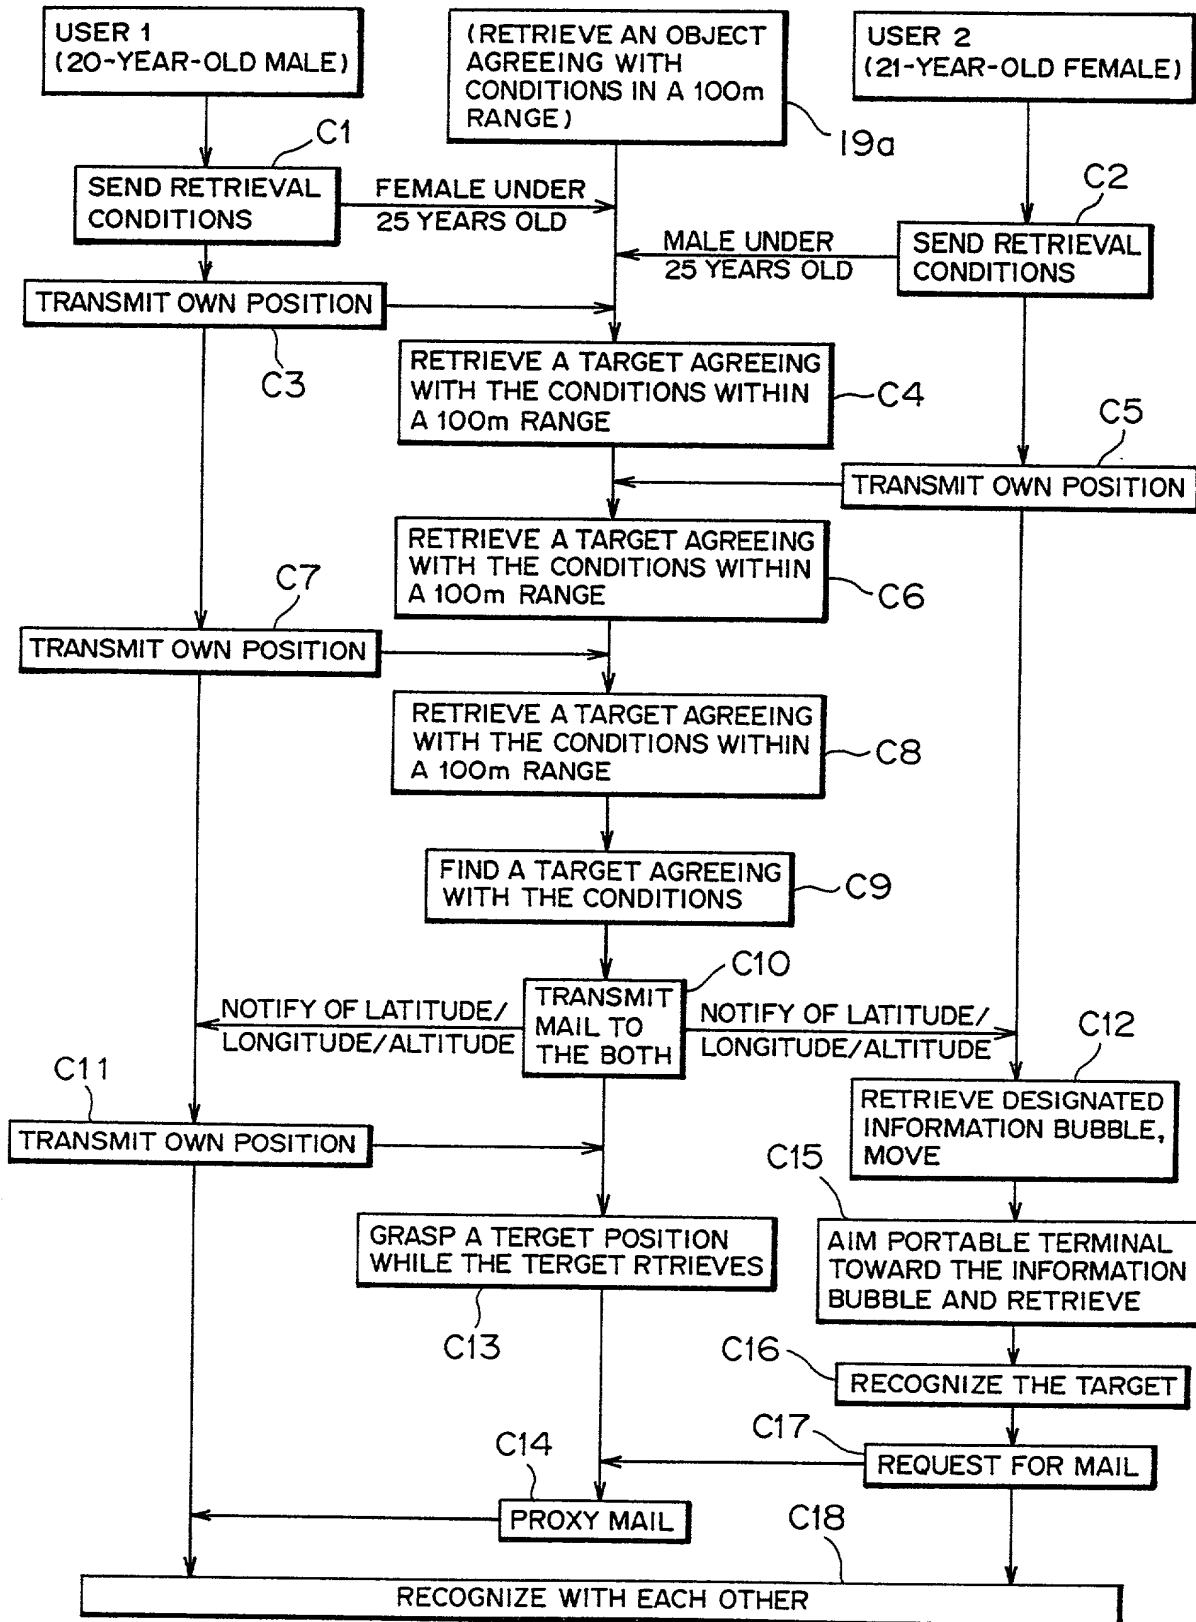 USER 1
(20-YEAR-OLD MALE)
(RETRIEVE AN OBJECT
AGREEING WITH
CONDITIONS IN A 100m
RANGE)
19a
USER 2
(21-YEAR-OLD FEMALE)
C1
SEND RETRIEVAL
CONDITIONS
FEMALE UNDER
25 YEARS OLD
C2
SEND RETRIEVAL
CONDITIONS
MALE UNDER
25 YEARS OLD
TRANSMIT OWN POSITION
C3
RETRIEVE A TARGET AGREEING
WITH THE CONDITIONS WITHIN
A 100m RANGE
C4
C5
TRANSMIT OWN POSITION
RETRIEVE A TARGET AGREEING
WITH THE CONDITIONS WITHIN
A 100m RANGE
C6
C7
TRANSMIT OWN POSITION
RETRIEVE A TARGET AGREEING
WITH THE CONDITIONS WITHIN
A 100m RANGE
C8
FIND A TARGET AGREEING
WITH THE CONDITIONS
C9
C10
TRANSMIT
MAIL TO
THE BOTH
NOTIFY OF LATITUDE/
LONGITUDE/ALTITUDE
NOTIFY OF LATITUDE/
LONGITUDE/ALTITUDE
C11
TRANSMIT OWN POSITION
C12
RETRIEVE DESIGNATED
INFORMATION BUBBLE,
MOVE
GRASP A TERGET POSITION
WHILE THE TERGET RTRIEVES
C13
C15
AIM PORTABLE TERMINAL
TOWARD THE INFORMATION
BUBBLE AND RETRIEVE
C16
RECOGNIZE THE TARGET
C17
REQUEST FOR MAIL
C14
PROXY MAIL
C18
RECOGNIZE WITH EACH OTHER